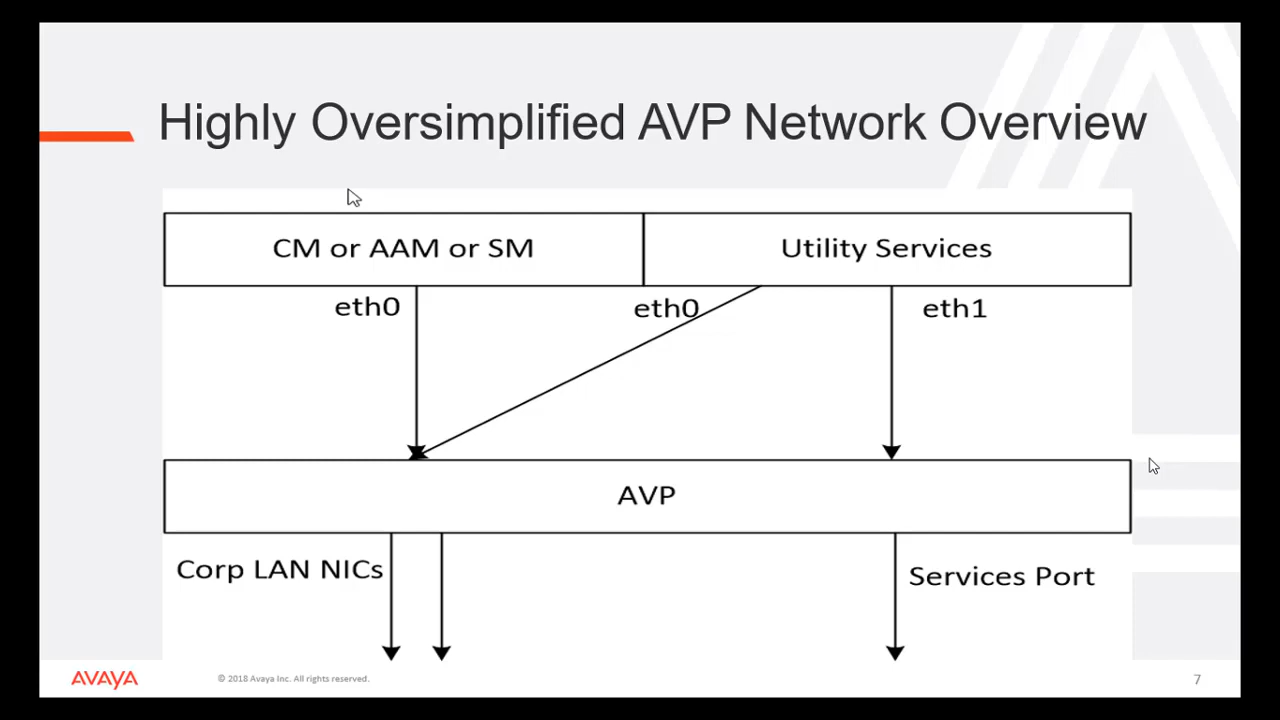 Highly Oversimplified AVP Network Overview
CM or AAM or SM
Utility Services
eth0
eth0
eth1
AVP
Corp LAN NICs
Services Port
AVAYA
© 2018 Avaya Inc. All rights reserved.
7